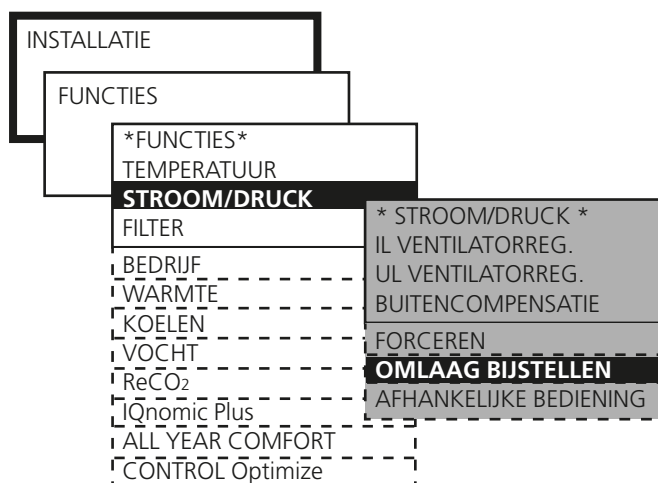 INSTALLATIE
FUNCTIES
*FUNCTIES*
TEMPERATUUR
STROOM/DRUCK
FILTER
BEDRIJF
WARMTE
KOELEN
VOCHT
ReCO2
IQnomic Plus
ALL YEAR COMFORT
CONTROL Optimize
* STROOM/DRUCK *
IL VENTILATORREG.
UL VENTILATORREG.
BUITENCOMPENSATIE
FORCEREN
OMLAAG BIJSTELLEN
AFHANKELIJKE BEDIENING